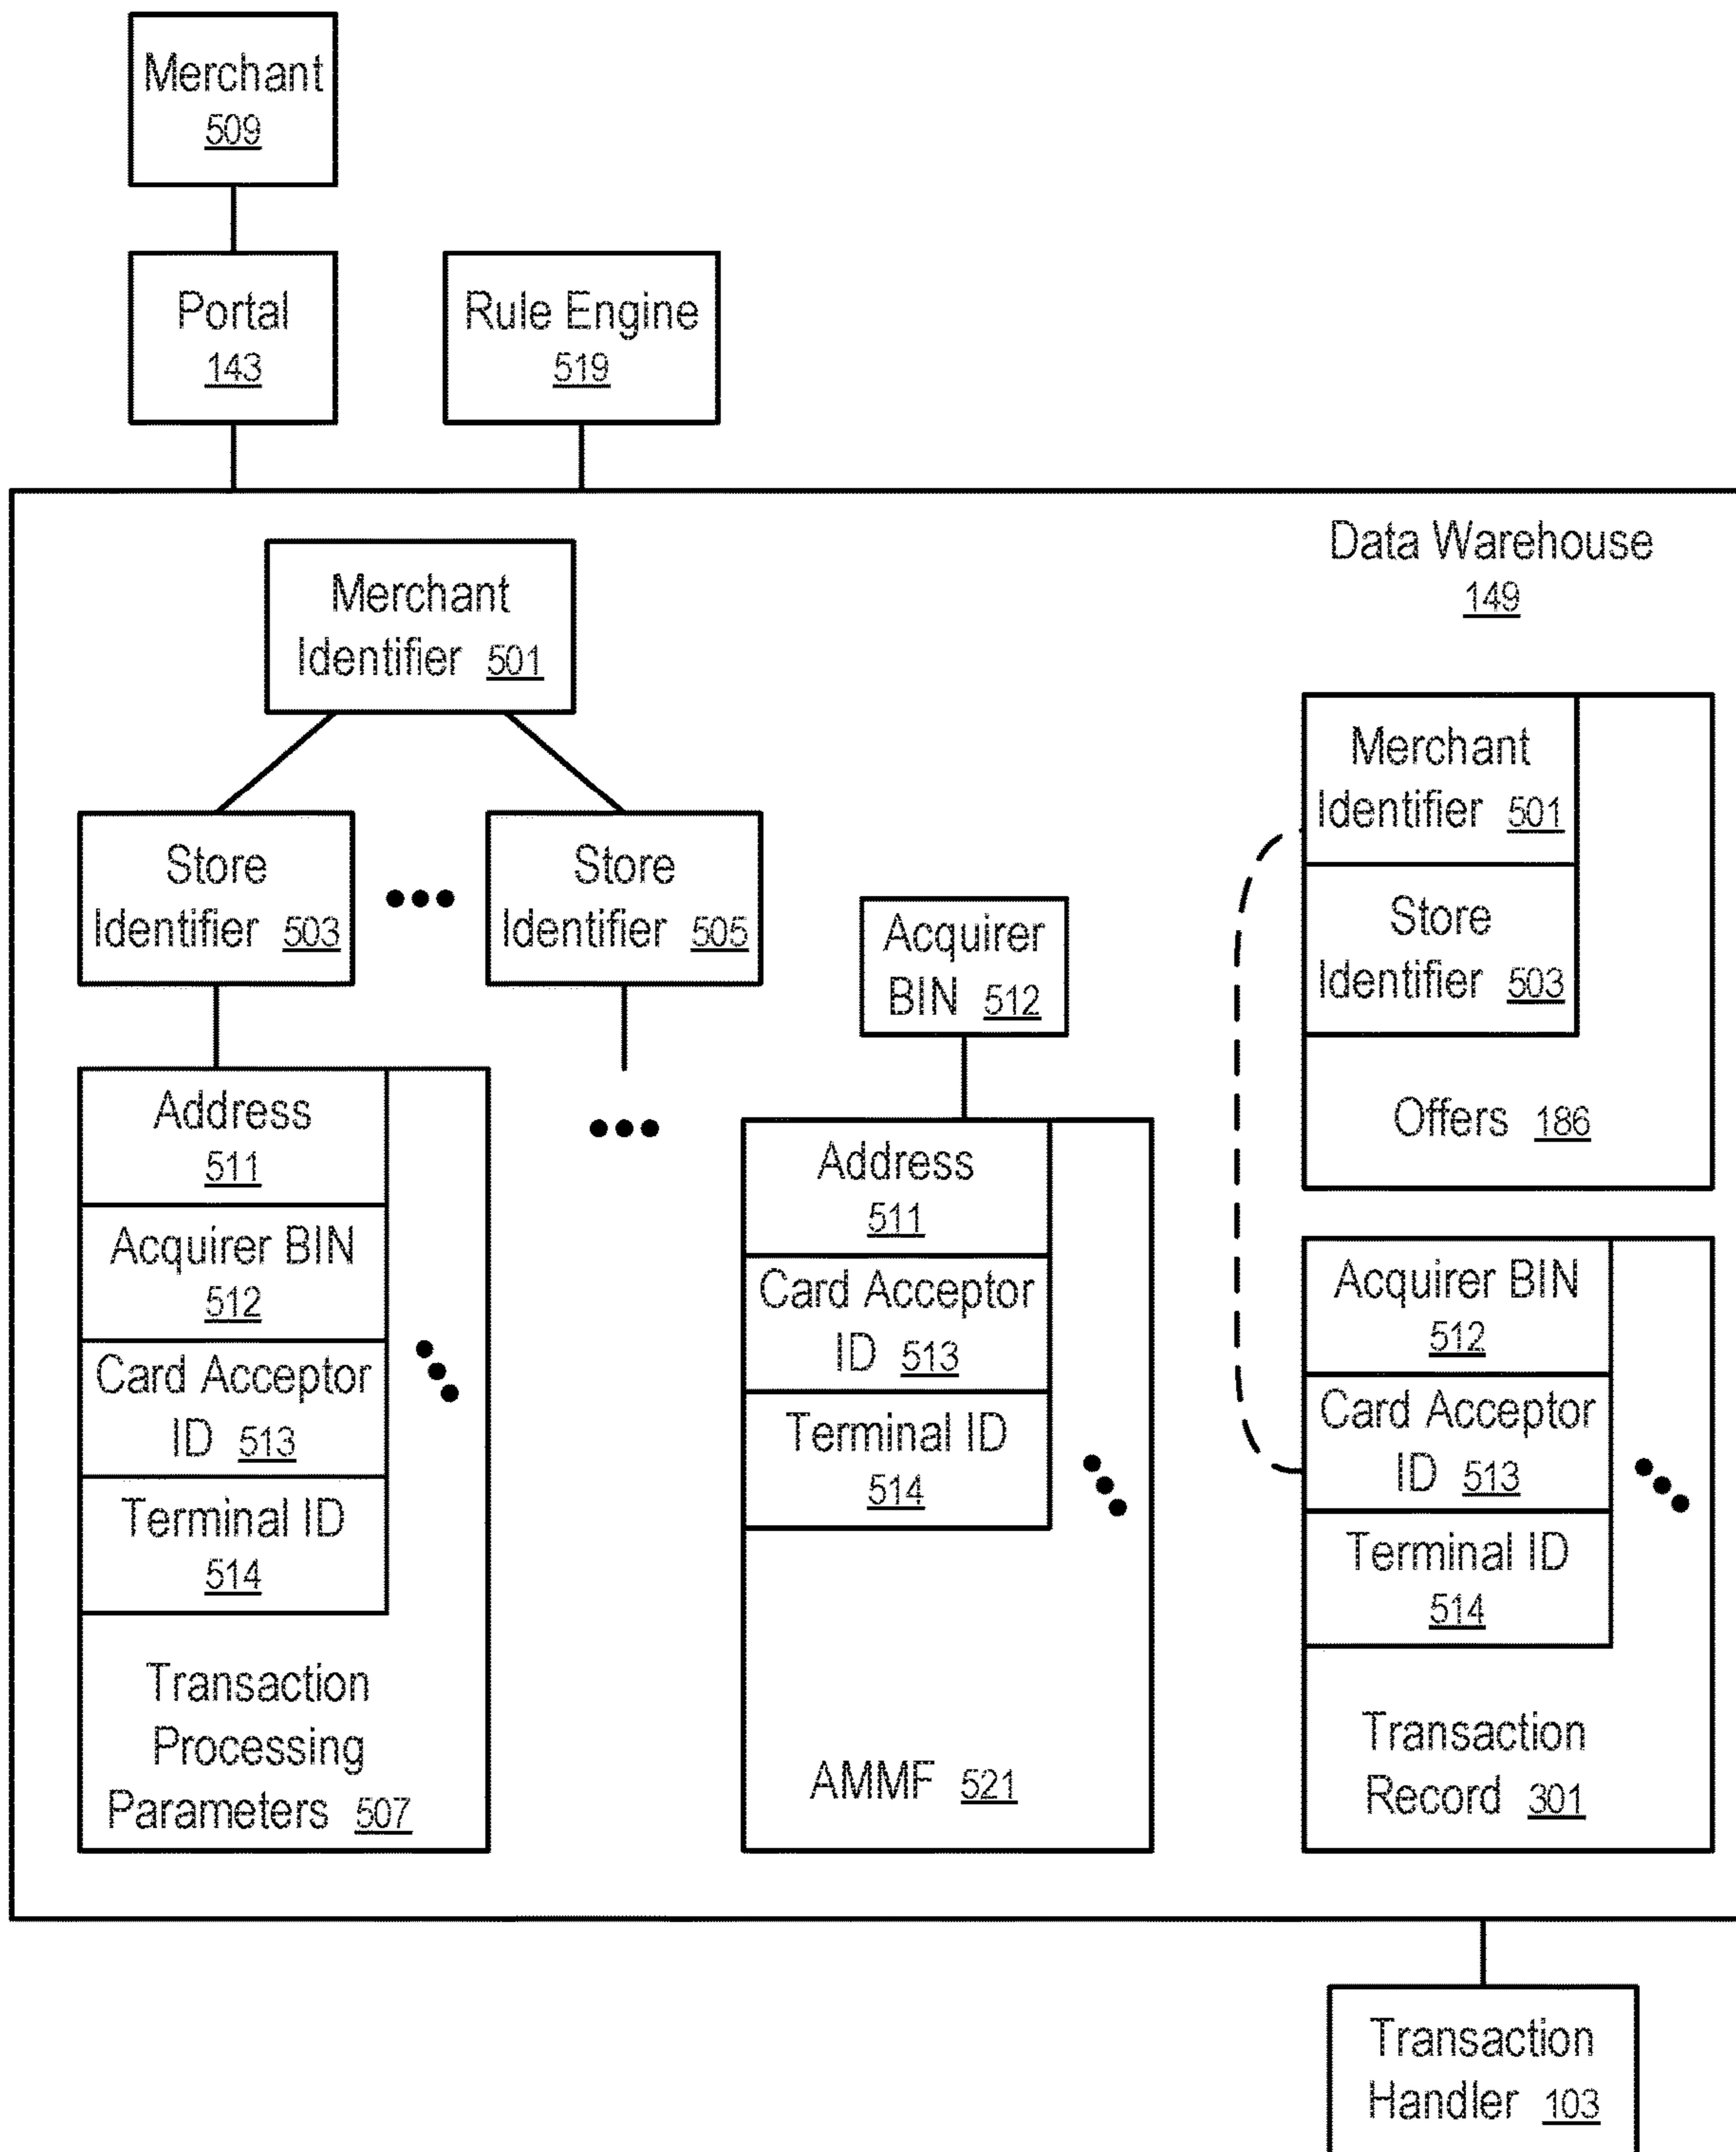 Merchant
509
Portal
143
Rule Engine
519
Data Warehouse
149
Merchant
Identifier 501
Store
Identifier 503
Store
Identifier 505
Address
511
Acquirer BIN
512
Card Acceptor
ID 513
Terminal ID
514
Transaction
Processing
Parameters 507
Acquirer
BIN 512
Address
511
Card Acceptor
ID 513
Terminal ID
514
AMMF 521
Merchant
Identifier 501
Store
Identifier 503
Offers 186
Acquirer BIN
512
Card Acceptor
ID 513
Terminal ID
514
Transaction
Record 301
Transaction
Handler 103